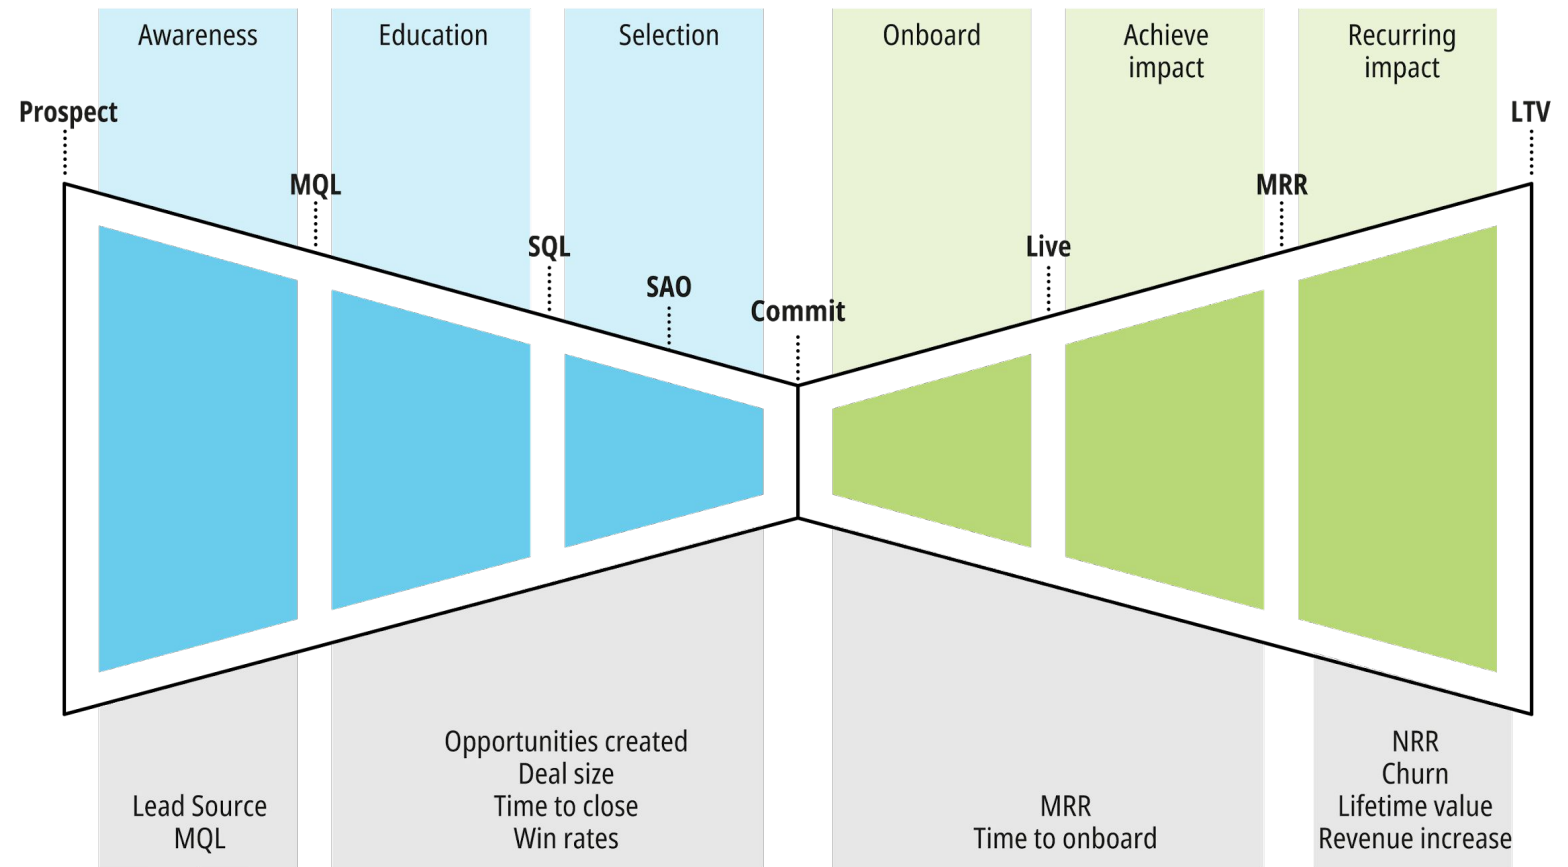 Awareness
Education
Selection
Onboard
Achieve
impact
Recurring
impact
Prospect
MQL
SQL
SAO
Commit
Live
MRR
LTV
Lead Source
MQL
Opportunities created
Deal size
Time to close
Win rates
MRR
Time to onboard
NRR
Churn
Lifetime value
Revenue increase